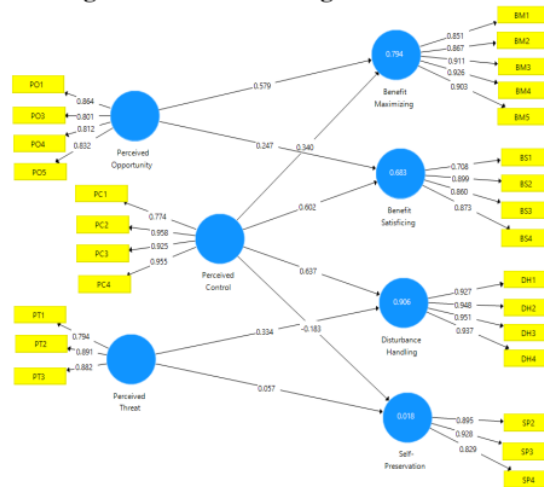 BM1
0.851
BM2
0.867
0.794
0.911
BM3
0.926
BM4
0.903
BM5
Benefit
Maximizing
0.579
PO1
0.864
PO3
0.801
PO4
0.812
PO5
0.832
Perceived
Opportunity
0.247
0.340
BS1
0.708
BS2
0.899
0.683
0.860
BS3
0.873
BS4
Benefit
Satisficing
PC1
0.774
PC2
0.958
PC3
0.925
PC4
0.955
0.602
Perceived
Control
0.637
DH1
0.927
DH2
0.948
0.906
0.951
DH3
0.937
DH4
Disturbance
Handling
PT1
0.794
PT2
0.891
PT3
0.882
0.334
-0.183
Perceived
Threat
0.057
0.018
0.895
SP2
0.928
SP3
0.829
SP4
Self-
Preservation